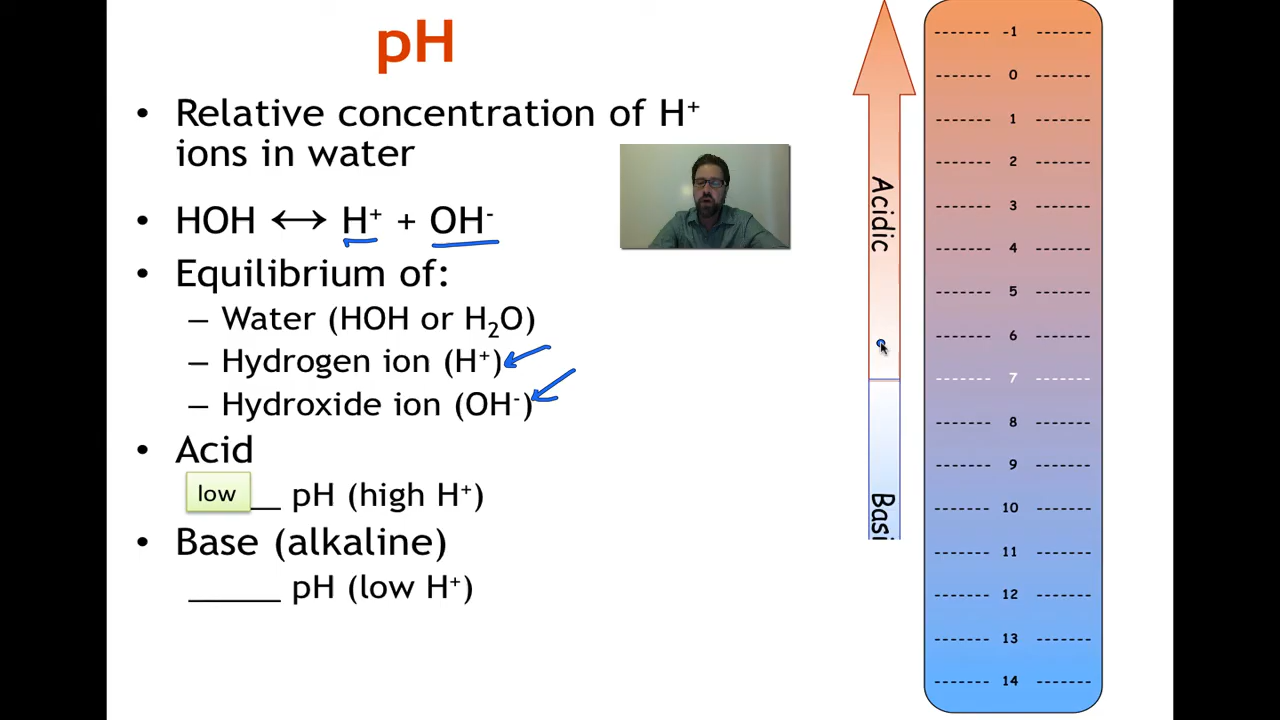 pH
• Relative concentration of H⁺
ions in water
• HOH ↔ H⁺ + OH⁻
• Equilibrium of:
– Water (HOH or H₂O)
– Hydrogen ion (H⁺)
– Hydroxide ion (OH⁻)
• Acid
low __ pH (high H⁺)
• Base (alkaline)
______ pH (low H⁺)
Acidic
Basi
------- -1 -------
------- 0 -------
------- 1 -------
------- 2 -------
------- 3 -------
------- 4 -------
------- 5 -------
------- 6 -------
------- 7 -------
------- 8 -------
------- 9 -------
------- 10 -------
------- 11 -------
------- 12 -------
------- 13 -------
------- 14 -------